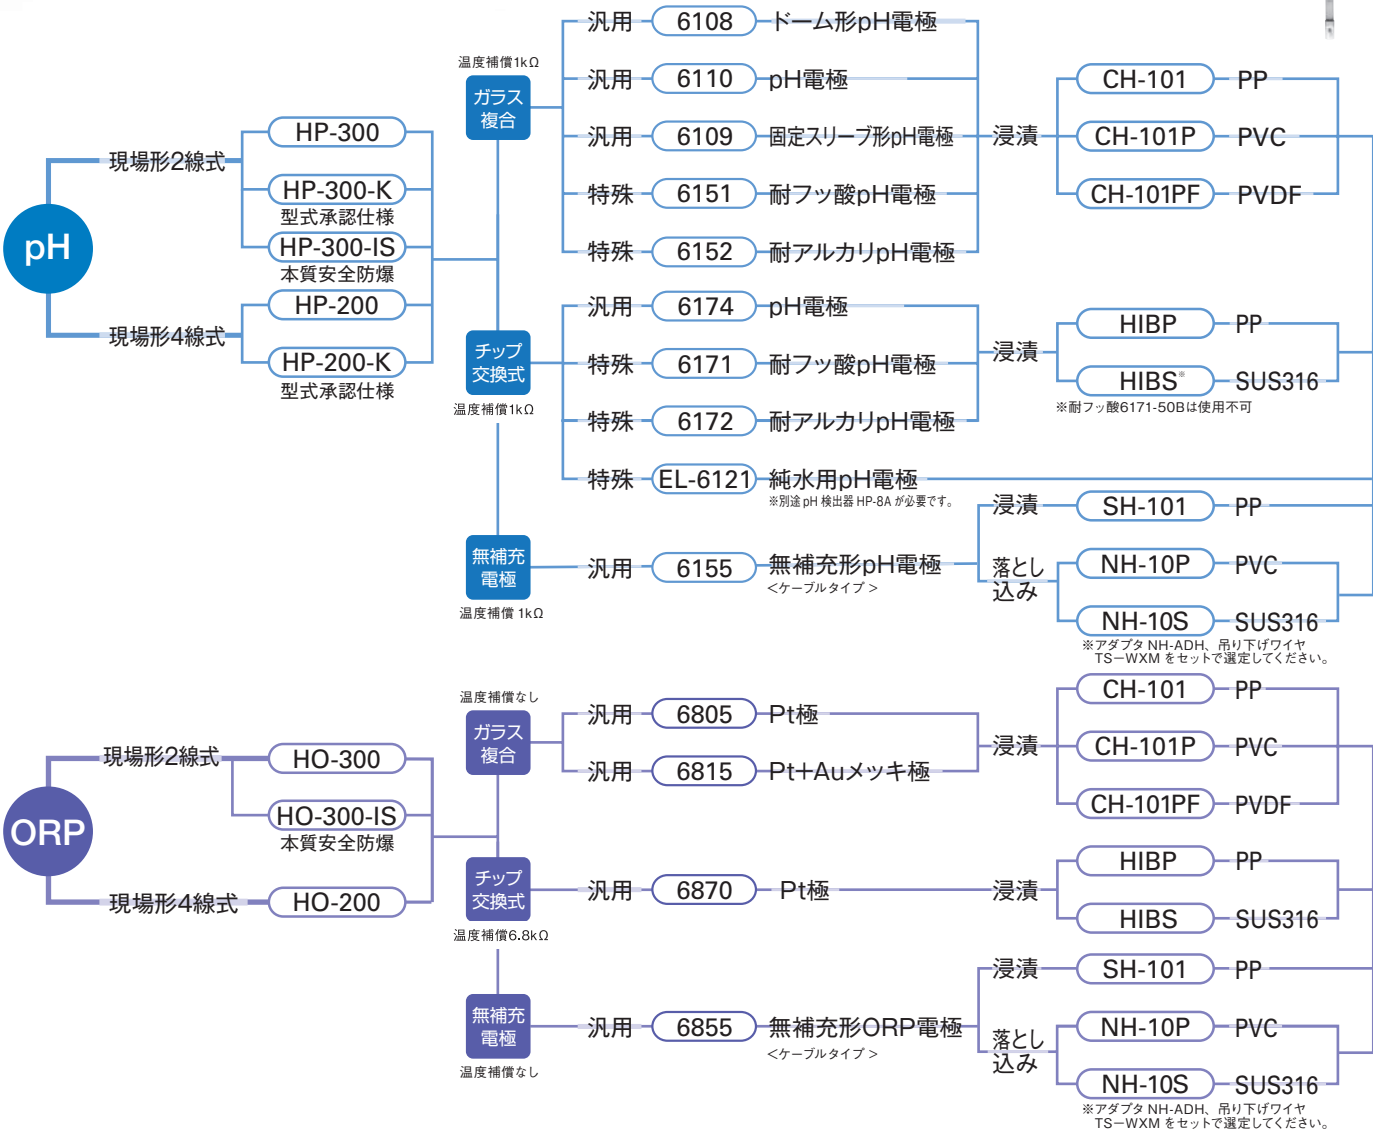 pH
現場形2線式
HP-300
HP-300-K
型式承認仕様
HP-300-IS
本質安全防爆
現場形4線式
HP-200
HP-200-K
型式承認仕様
温度補償1kΩ
ガラス
複合
汎用 6108 ドーム形pH電極
汎用 6110 pH電極
汎用 6109 固定スリーブ形pH電極
特殊 6151 耐フッ酸pH電極
特殊 6152 耐アルカリpH電極
浸漬
CH-101 PP
CH-101P PVC
CH-101PF PVDF
チップ
交換式
温度補償1kΩ
汎用 6174 pH電極
特殊 6171 耐フッ酸pH電極
特殊 6172 耐アルカリpH電極
特殊 EL-6121 純水用pH電極
※別途 pH 検出器 HP-8A が必要です。
浸漬
HIBP PP
HIBS※ SUS316
※耐フッ酸6171-50Bは使用不可
無補充
電極
温度補償 1kΩ
汎用 6155 無補充形pH電極
<ケーブルタイプ >
浸漬 SH-101 PP
落とし
込み
NH-10P PVC
NH-10S SUS316
※アダプタ NH-ADH、吊り下げワイヤ
TS-WXM をセットで選定してください。
ORP
現場形2線式
HO-300
HO-300-IS
本質安全防爆
現場形4線式 HO-200
温度補償なし
ガラス
複合
汎用 6805 Pt極
汎用 6815 Pt+Auメッキ極
浸漬
CH-101 PP
CH-101P PVC
CH-101PF PVDF
チップ
交換式
温度補償6.8kΩ
汎用 6870 Pt極
浸漬
HIBP PP
HIBS SUS316
無補充
電極
温度補償なし
汎用 6855 無補充形ORP電極
<ケーブルタイプ >
浸漬 SH-101 PP
落とし
込み
NH-10P PVC
NH-10S SUS316
※アダプタ NH-ADH、吊り下げワイヤ
TS-WXM をセットで選定してください。